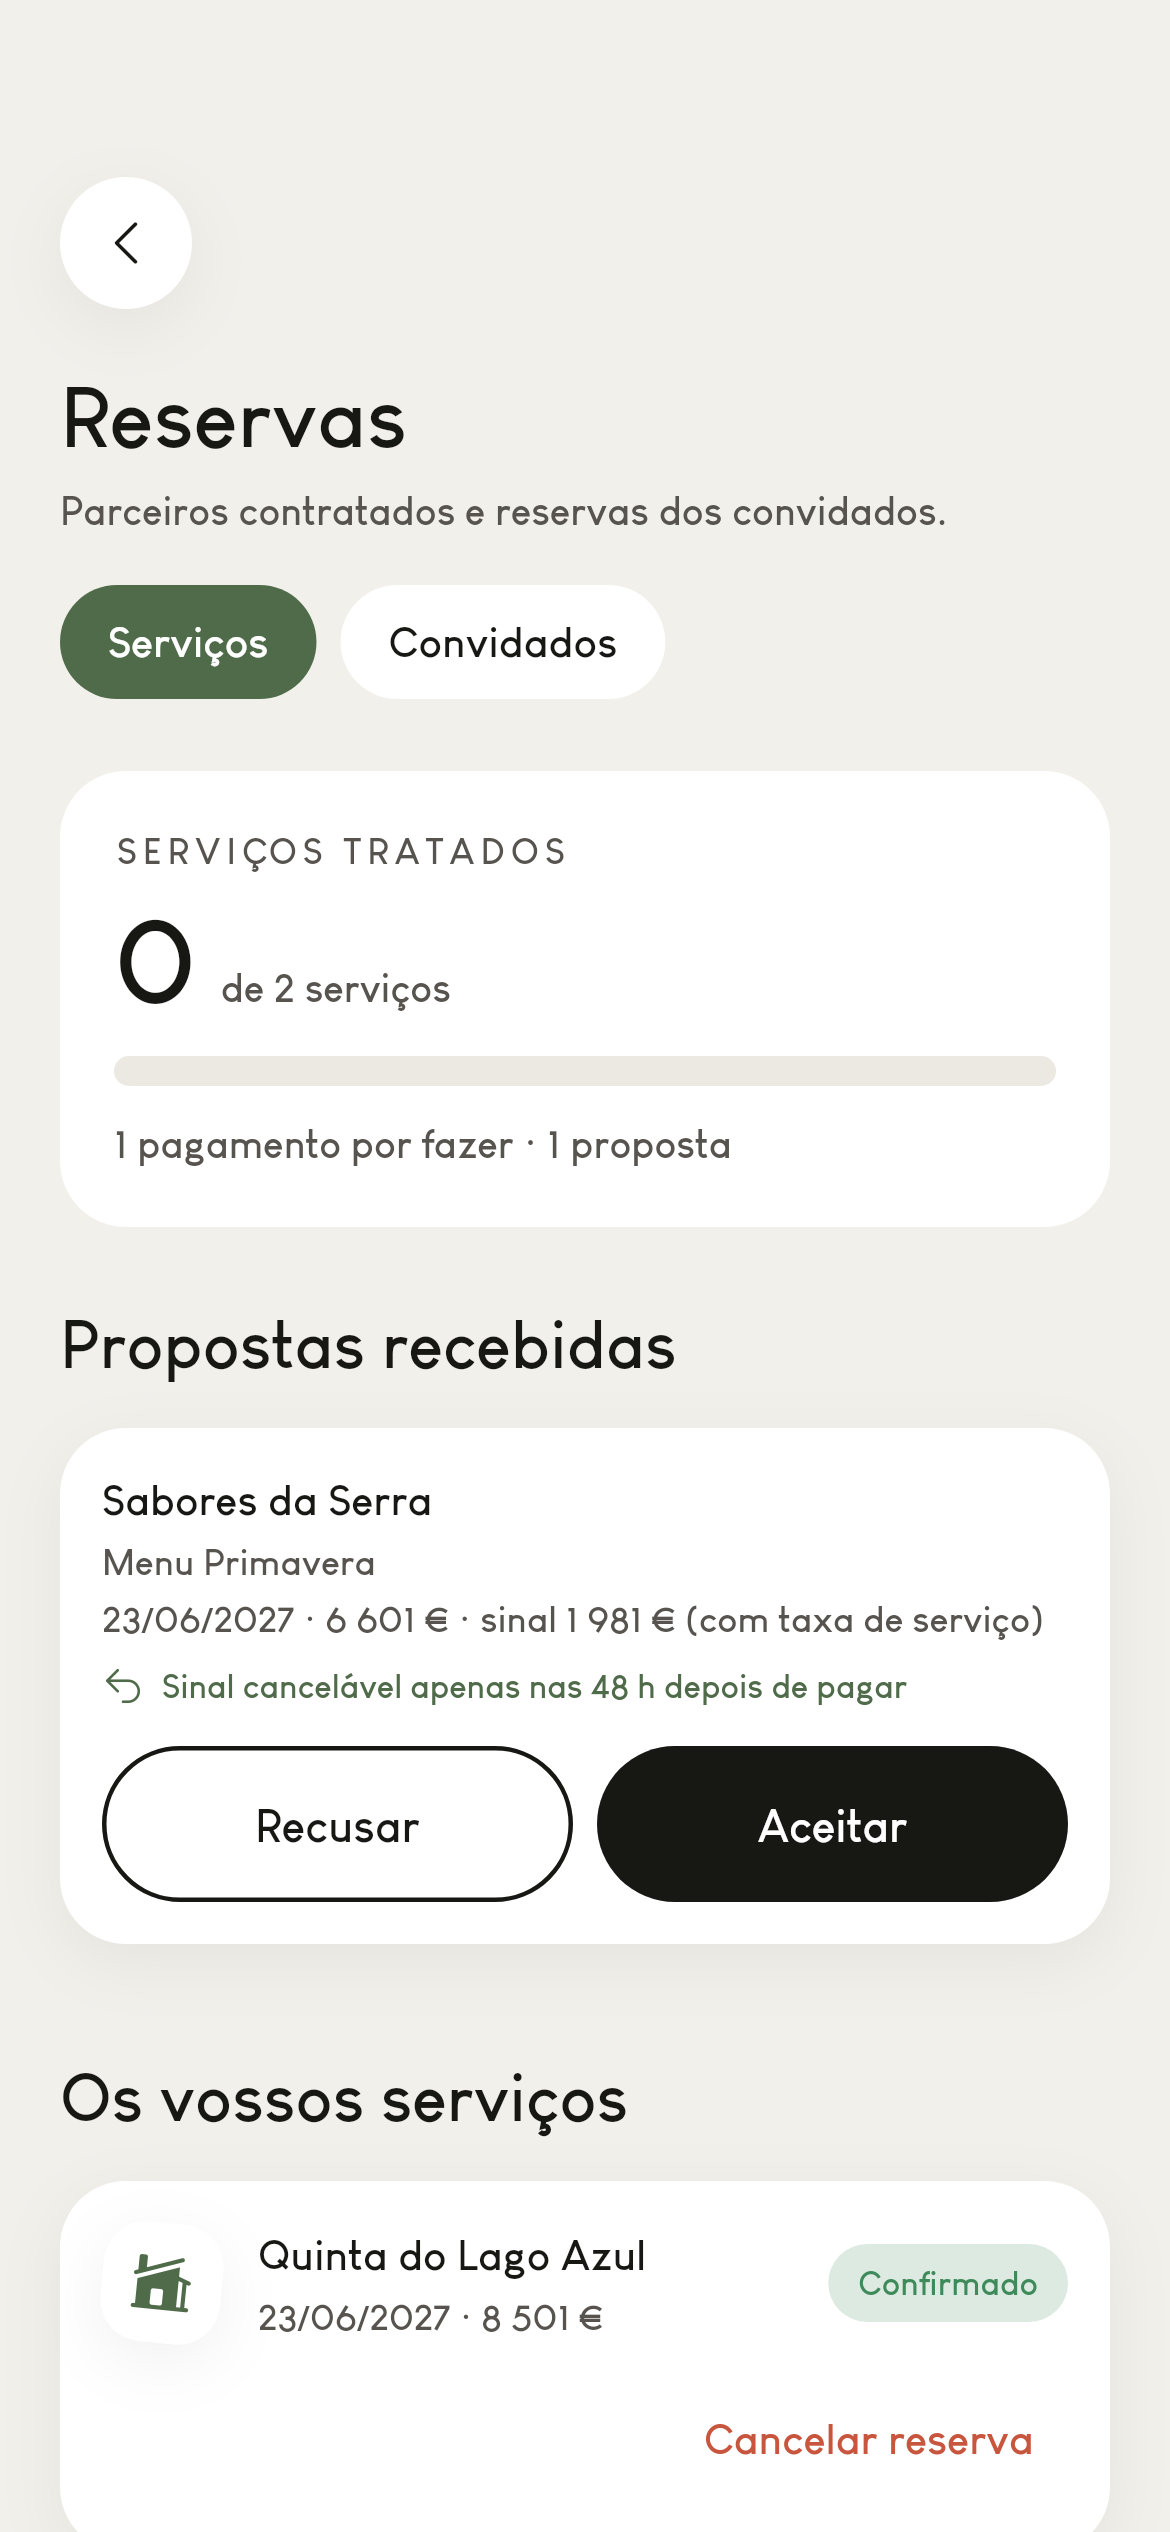 Reservas
Parceiros contratados e reservas dos convidados.
Serviços
Convidados
SERVIÇOS TRATADOS
0 de 2 serviços
1 pagamento por fazer · 1 proposta
Propostas recebidas
Sabores da Serra
Menu Primavera
23/06/2027 · 6 601 € · sinal 1 981 € (com taxa de serviço)
Sinal cancelável apenas nas 48 h depois de pagar
Recusar
Aceitar
Os vossos serviços
Quinta do Lago Azul
23/06/2027 · 8 501 €
Confirmado
Cancelar reserva